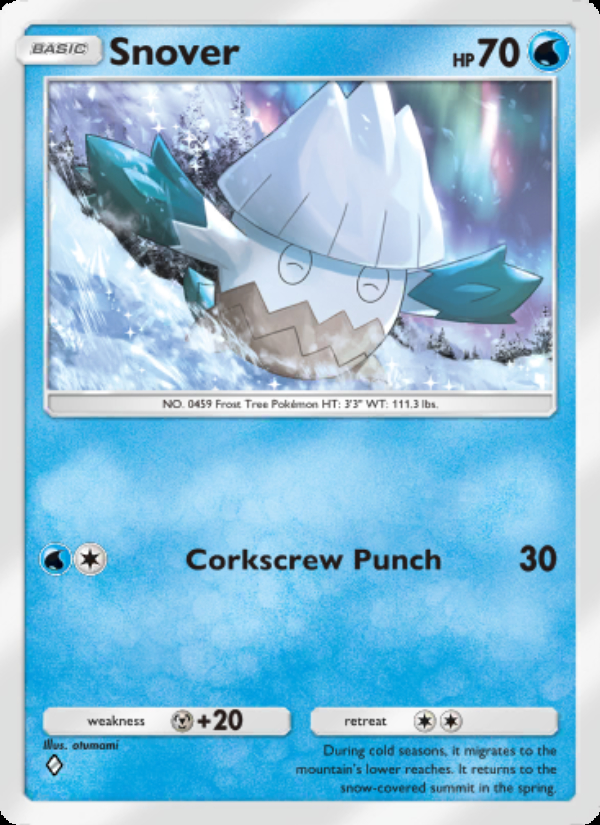 BASIC Snover HP 70
NO. 0459 Frost Tree Pokémon HT: 3'3" WT: 111.3 lbs.
Corkscrew Punch 30
weakness +20 retreat
Illus. otumami
During cold seasons, it migrates to the
mountain's lower reaches. It returns to the
snow-covered summit in the spring.